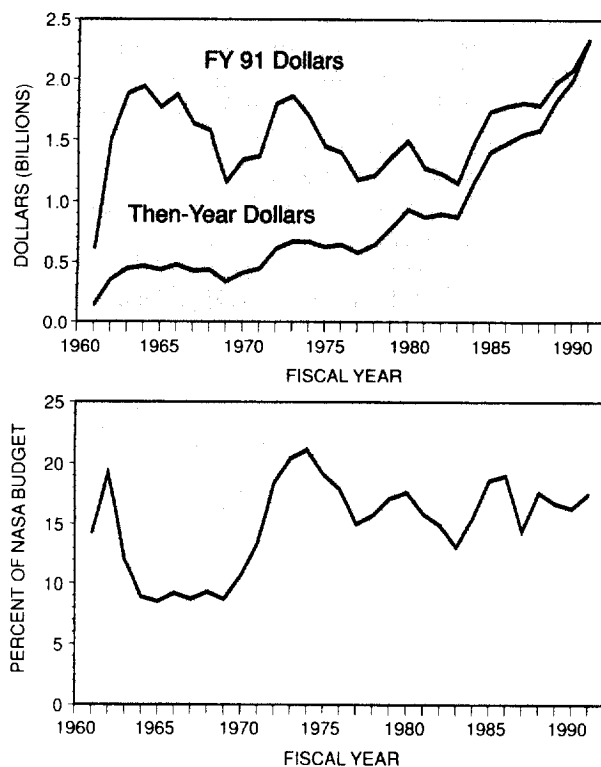 2.5
FY 91 Dollars
2.0
1.5
1.0
Then-Year Dollars
0.5
0.0
DOLLARS (BILLIONS)
1960 1965 1970 1975 1980 1985 1990
FISCAL YEAR
25
20
15
10
5
0
PERCENT OF NASA BUDGET
1960 1965 1970 1975 1980 1985 1990
FISCAL YEAR